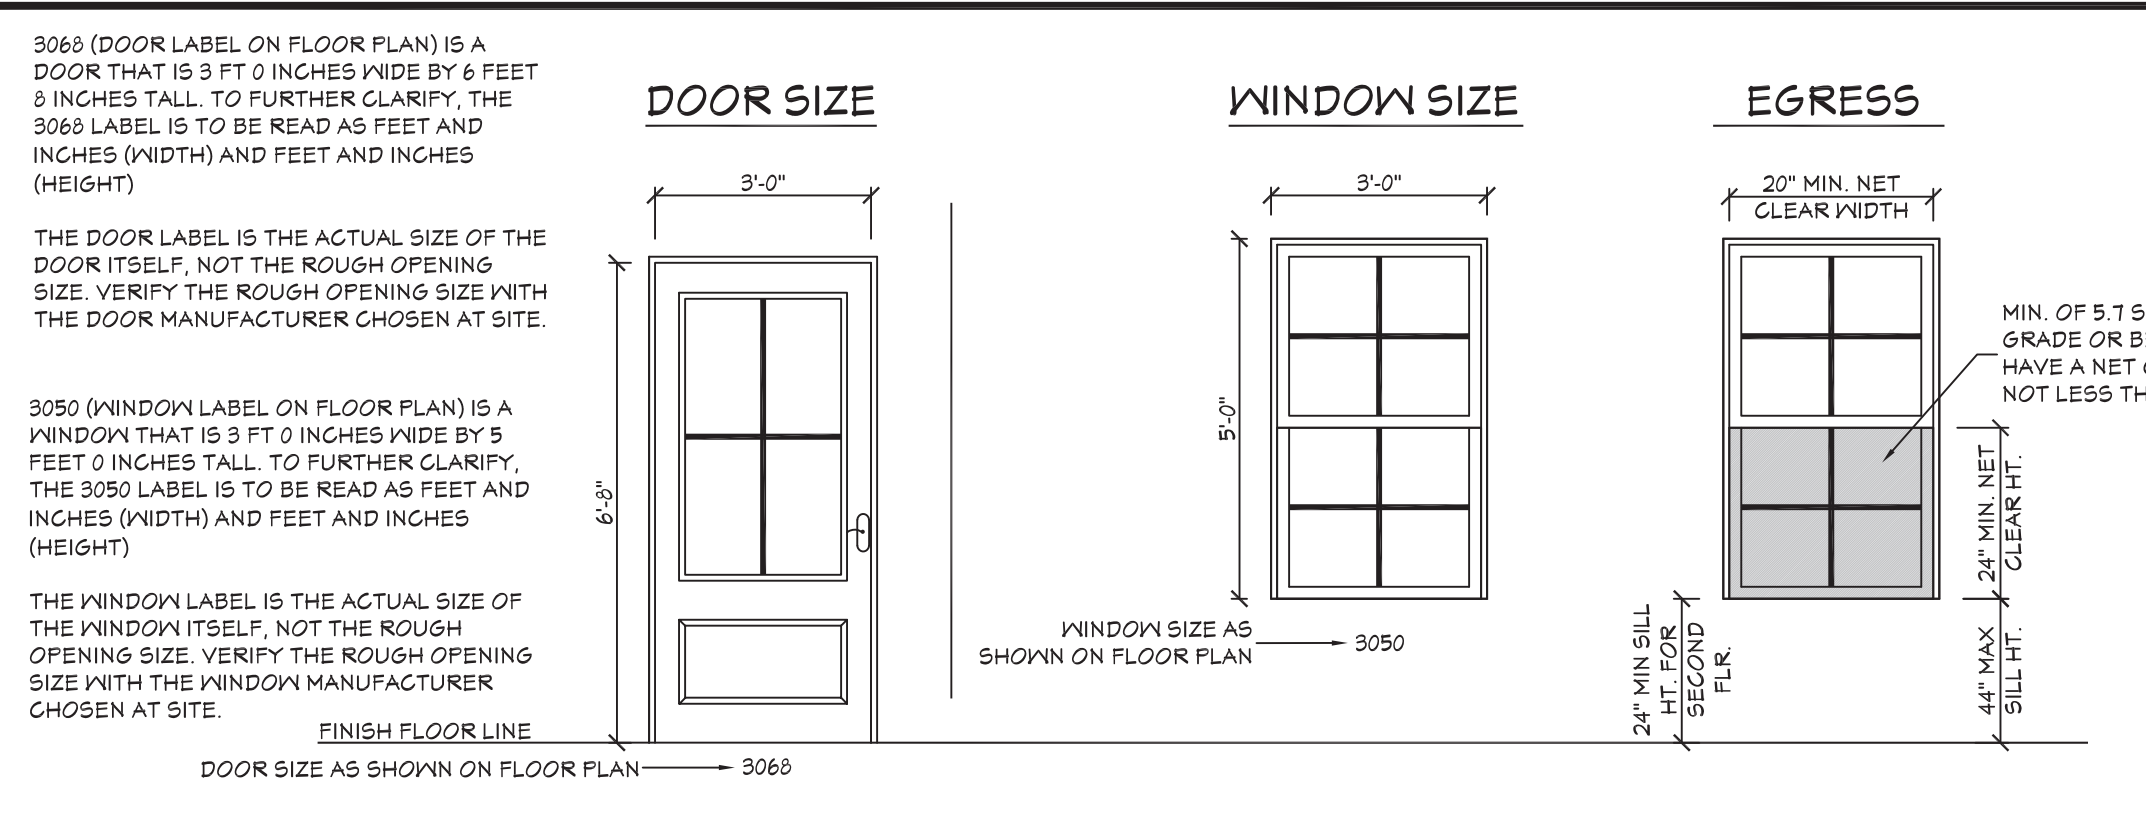 3068 (DOOR LABEL ON FLOOR PLAN) IS A
DOOR THAT IS 3 FT 0 INCHES WIDE BY 6 FEET
8 INCHES TALL. TO FURTHER CLARIFY, THE
3068 LABEL IS TO BE READ AS FEET AND
INCHES (WIDTH) AND FEET AND INCHES
(HEIGHT)
THE DOOR LABEL IS THE ACTUAL SIZE OF THE
DOOR ITSELF, NOT THE ROUGH OPENING
SIZE. VERIFY THE ROUGH OPENING SIZE WITH
THE DOOR MANUFACTURER CHOSEN AT SITE.
3050 (WINDOW LABEL ON FLOOR PLAN) IS A
WINDOW THAT IS 3 FT 0 INCHES WIDE BY 5
FEET 0 INCHES TALL. TO FURTHER CLARIFY,
THE 3050 LABEL IS TO BE READ AS FEET AND
INCHES (WIDTH) AND FEET AND INCHES
(HEIGHT)
THE WINDOW LABEL IS THE ACTUAL SIZE OF
THE WINDOW ITSELF, NOT THE ROUGH
OPENING SIZE. VERIFY THE ROUGH OPENING
SIZE WITH THE WINDOW MANUFACTURER
CHOSEN AT SITE.
FINISH FLOOR LINE
DOOR SIZE AS SHOWN ON FLOOR PLAN 3068
DOOR SIZE
3'-0"
6'-8"
WINDOW SIZE
3'-0"
5'-0"
WINDOW SIZE AS
SHOWN ON FLOOR PLAN
3050
EGRESS
20" MIN. NET
CLEAR WIDTH
MIN. OF 5.7
GRADE OR
HAVE A NET
NOT LESS
24" MIN. NET
CLEAR HT.
44" MAX
SILL HT.
24" MIN SILL
HT. FOR
SECOND
FLR.